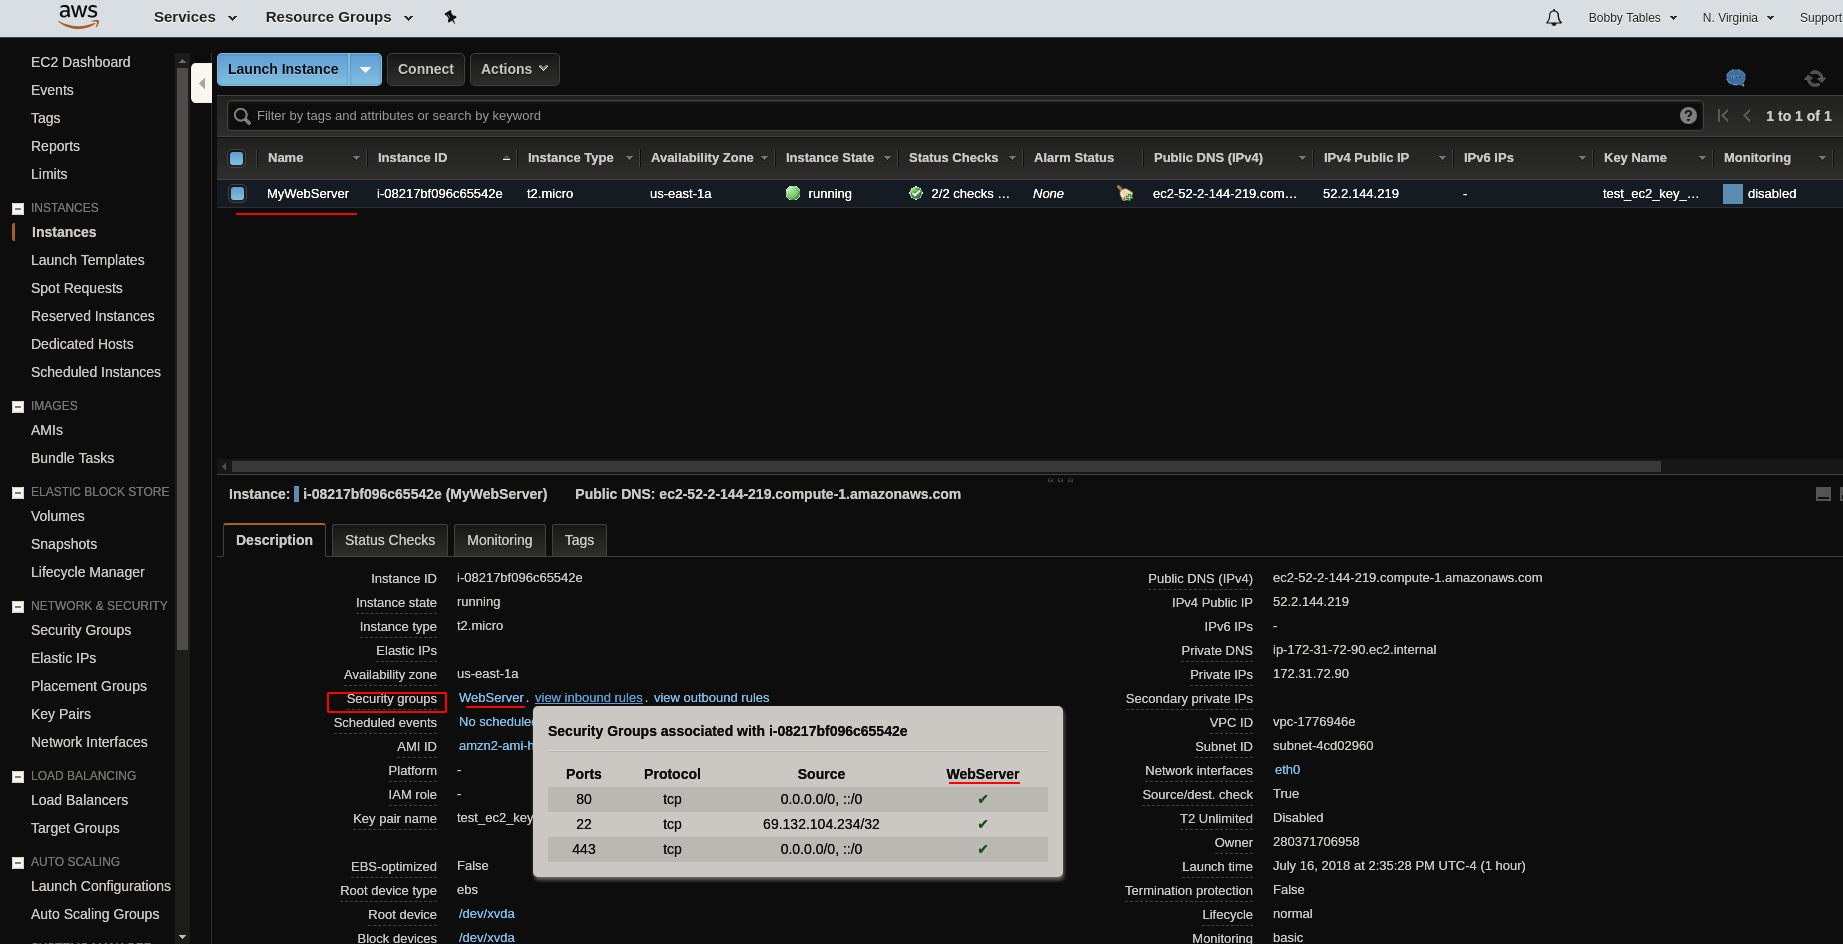 aws Services Resource Groups Bobby Tables N. Virginia Support
EC2 Dashboard
Events
Tags
Reports
Limits
INSTANCES
Instances
Launch Templates
Spot Requests
Reserved Instances
Dedicated Hosts
Scheduled Instances
IMAGES
AMIs
Bundle Tasks
ELASTIC BLOCK STORE
Volumes
Snapshots
Lifecycle Manager
NETWORK & SECURITY
Security Groups
Elastic IPs
Placement Groups
Key Pairs
Network Interfaces
LOAD BALANCING
Load Balancers
Target Groups
AUTO SCALING
Launch Configurations
Auto Scaling Groups
Launch Instance Connect Actions
Filter by tags and attributes or search by keyword ? 1 to 1 of 1
Name Instance ID Instance Type Availability Zone Instance State Status Checks Alarm Status Public DNS (IPv4) IPv4 Public IP IPv6 IPs Key Name Monitoring
MyWebServer i-08217bf096c65542e t2.micro us-east-1a running 2/2 checks ... None ec2-52-2-144-219.com... 52.2.144.219 - test_ec2_key_... disabled
Instance: i-08217bf096c65542e (MyWebServer) Public DNS: ec2-52-2-144-219.compute-1.amazonaws.com
Description Status Checks Monitoring Tags
Instance ID i-08217bf096c65542e
Instance state running
Instance type t2.micro
Elastic IPs
Availability zone us-east-1a
Security groups WebServer. view inbound rules. view outbound rules
Scheduled events No scheduled
AMI ID amzn2-ami-h
Platform -
IAM role -
Key pair name test_ec2_key
EBS-optimized False
Root device type ebs
Root device /dev/xvda
Block devices /dev/xvda
Security Groups associated with i-08217bf096c65542e
Ports Protocol Source WebServer
80 tcp 0.0.0.0/0, ::/0 ✔
22 tcp 69.132.104.234/32 ✔
443 tcp 0.0.0.0/0, ::/0 ✔
Public DNS (IPv4) ec2-52-2-144-219.compute-1.amazonaws.com
IPv4 Public IP 52.2.144.219
IPv6 IPs -
Private DNS ip-172-31-72-90.ec2.internal
Private IPs 172.31.72.90
Secondary private IPs
VPC ID vpc-1776946e
Subnet ID subnet-4cd02960
Network interfaces eth0
Source/dest. check True
T2 Unlimited Disabled
Owner 280371706958
Launch time July 16, 2018 at 2:35:28 PM UTC-4 (1 hour)
Termination protection False
Lifecycle normal
Monitoring basic